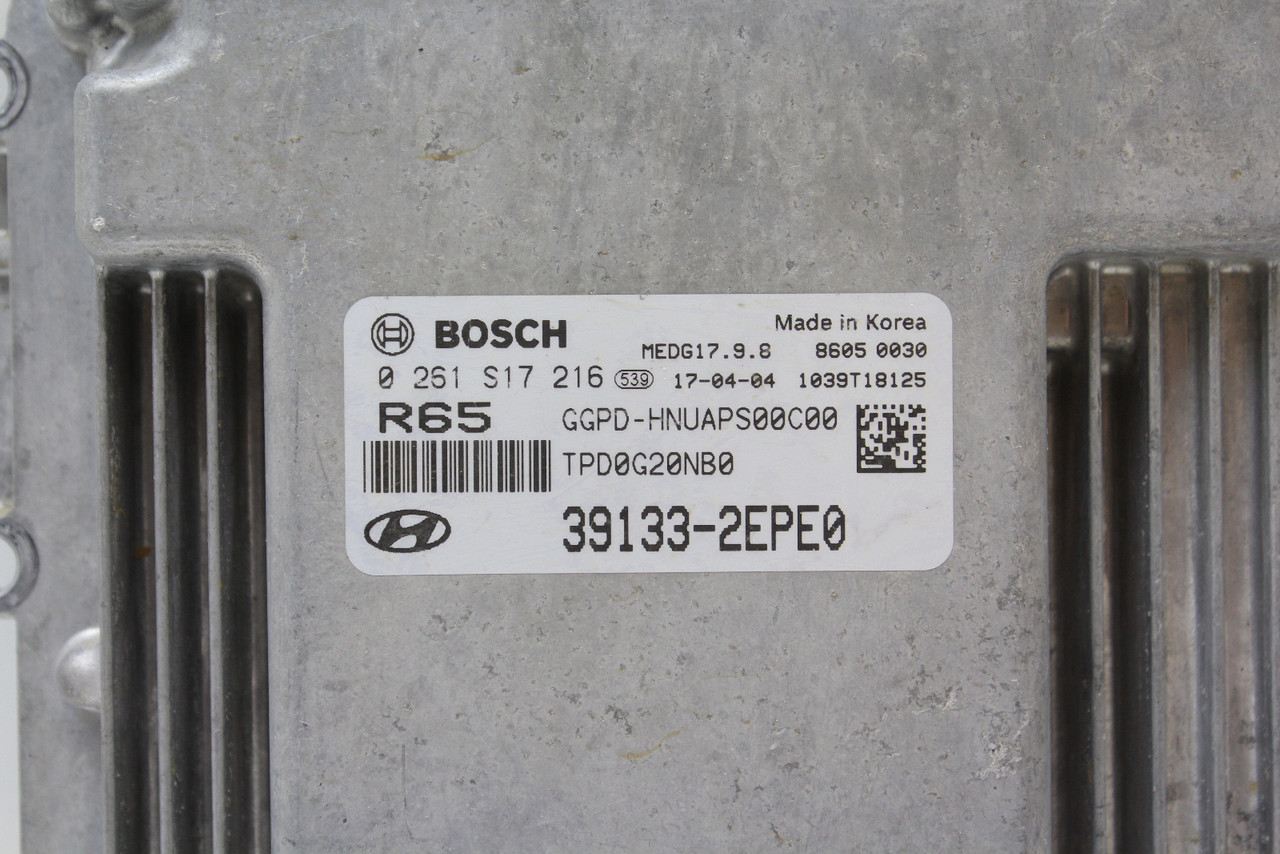 BOSCH
Made in Korea
MEDG17.9.8 8605 0030
0 261 S17 216 539 17-04-04 1039T18125
R65 GGPD-HNUAPS00C00
TPD0G20NB0
39133-2EPE0